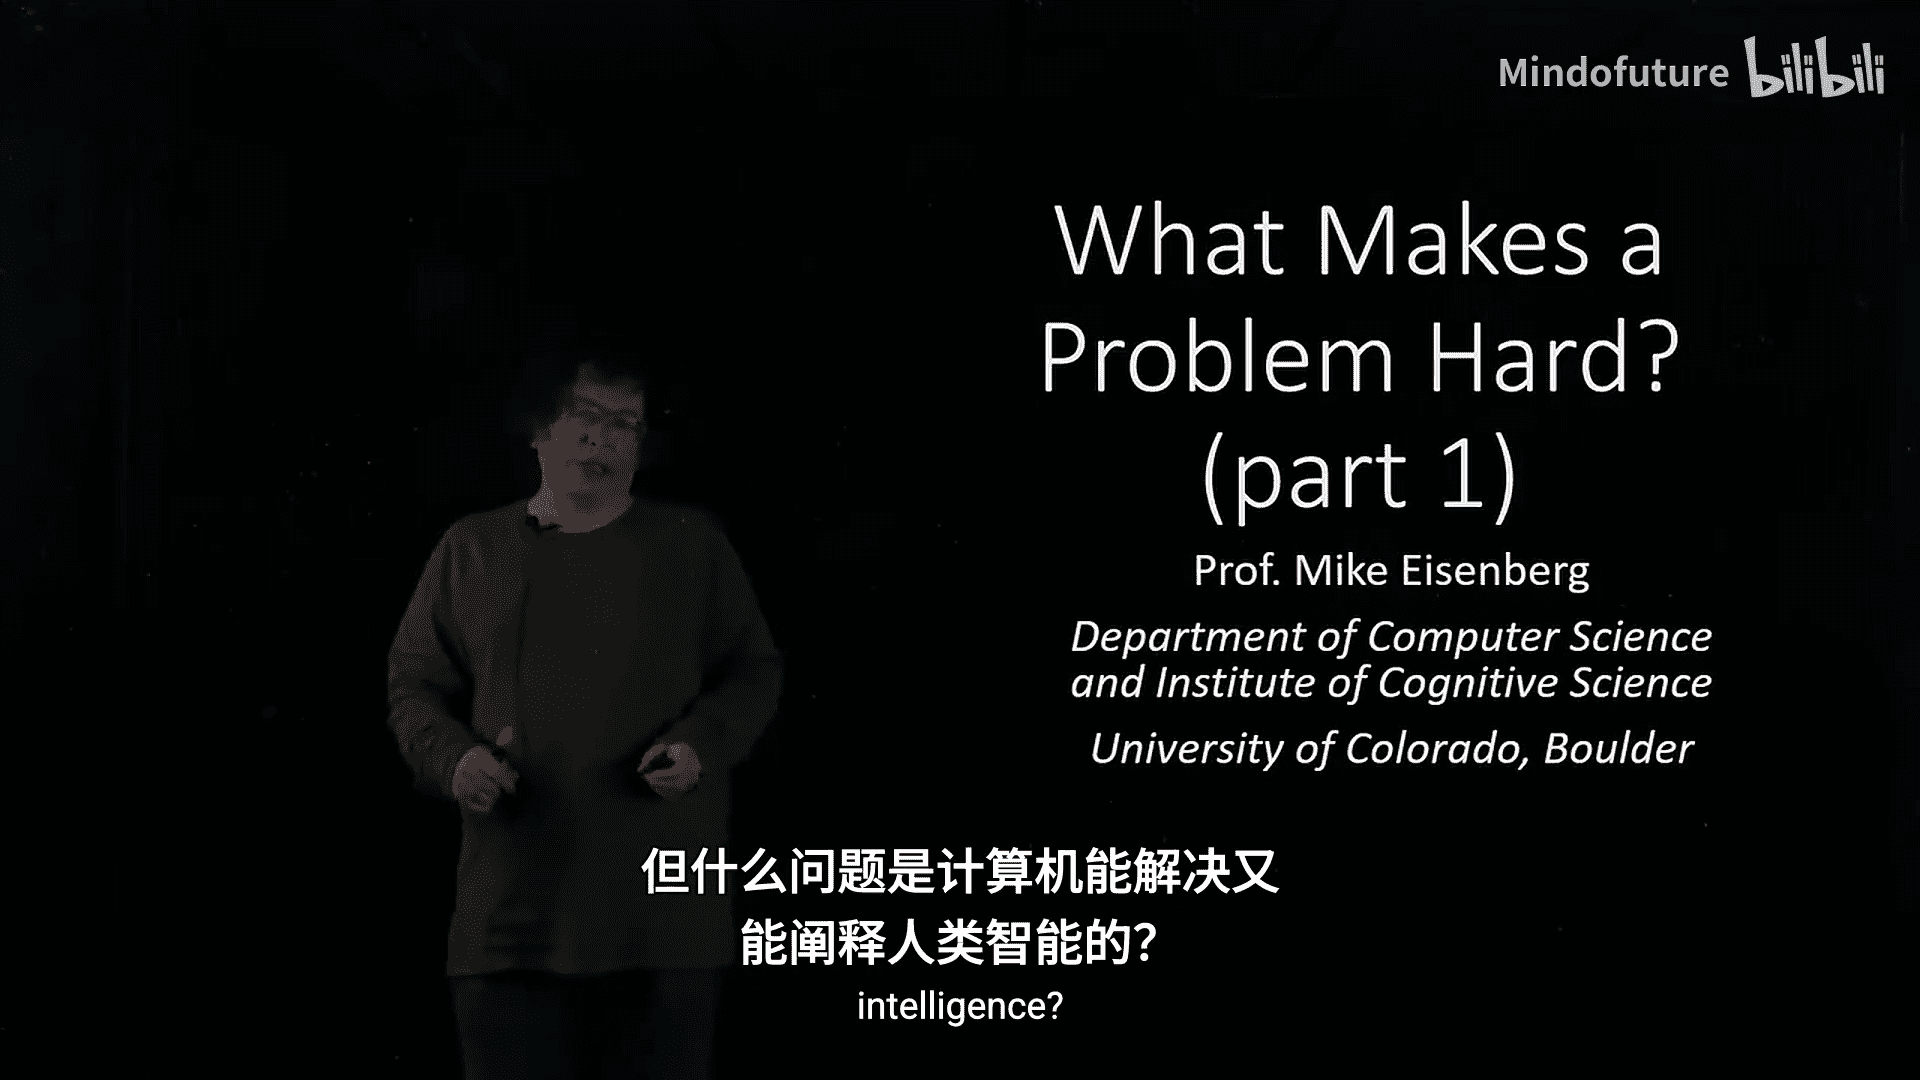 Mindofuture bilibili
What Makes a
Problem Hard?
(part 1)
Prof. Mike Eisenberg
Department of Computer Science
and Institute of Cognitive Science
University of Colorado, Boulder
但什么问题是计算机能解决又
能阐释人类智能的？
intelligence?